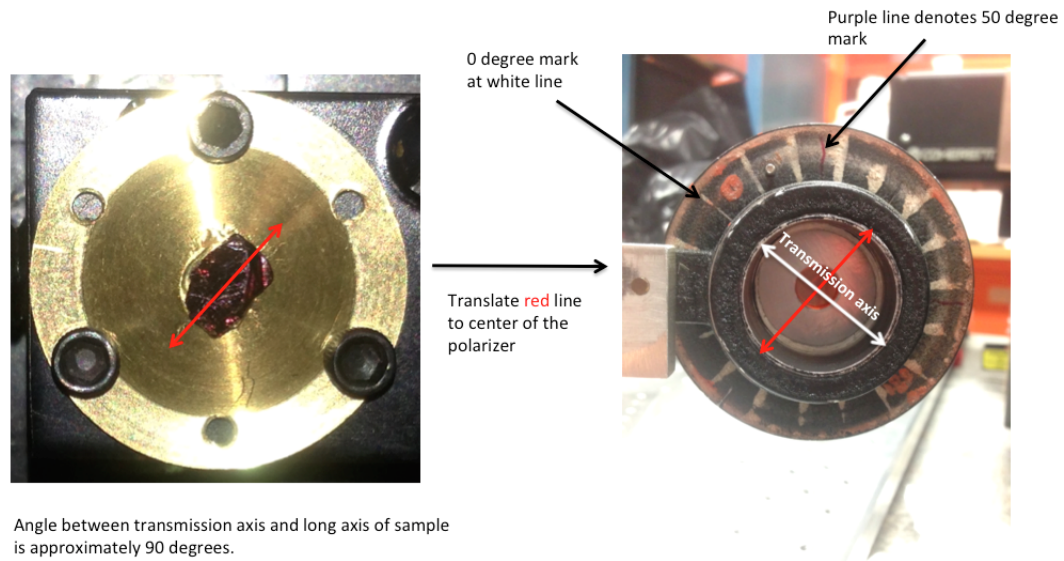 Purple line denotes 50 degree
mark
0 degree mark
at white line
Transmission axis
Translate red line
to center of the
polarizer
Angle between transmission axis and long axis of sample
is approximately 90 degrees.